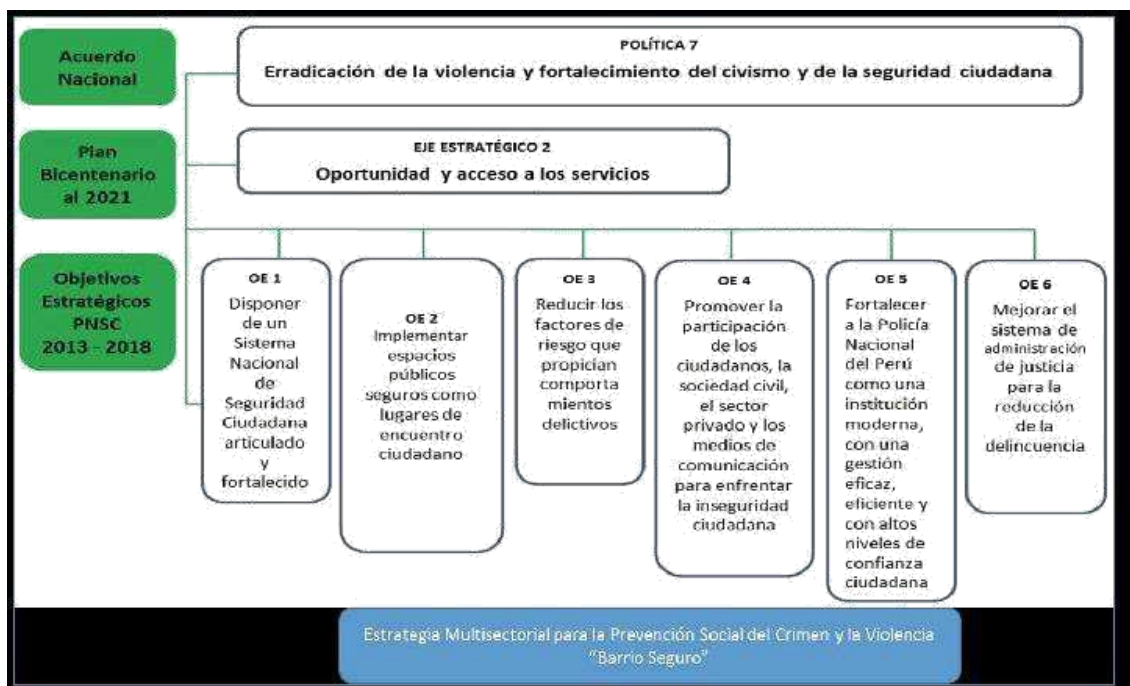 Acuerdo
Nacional
POLÍTICA 7
Erradicación de la violencia y fortalecimiento del civismo y de la seguridad ciudadana
Plan
Bicentenario
al 2021
EJE ESTRATÉGICO 2
Oportunidad y acceso a los servicios
Objetivos
Estratégicos
PNSC
2013 - 2018
OE 1
Disponer
de un
Sistema
Nacional
de
Seguridad
Ciudadana
articulado
y
fortalecido
OE 2
Implementar
espacios
públicos
seguros como
lugares de
encuentro
ciudadano
OE 3
Reducir los
factores de
riesgo que
propician
comporta
mientos
delictivos
OE 4
Promover la
participación
de los
ciudadanos, la
sociedad civil,
el sector
privado y los
medios de
comunicación
para enfrentar
la inseguridad
ciudadana
OE 5
Fortalecer
a la Policía
Nacional
del Perú
como una
institución
moderna,
con una
gestión
eficaz,
eficiente y
con altos
niveles de
confianza
ciudadana
OE 6
Mejorar el
sistema de
administración
de justicia
para la
reducción
de la
delincuencia
Estrategia Multisectorial para la Prevención Social del Crimen y la Violencia
"Barrio Seguro"